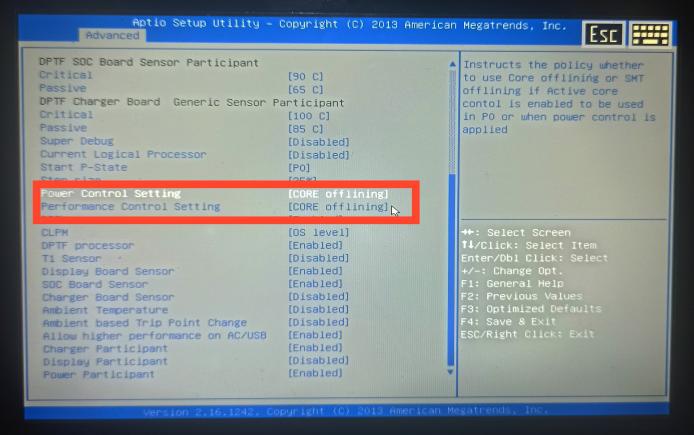 Aptio Setup Utility - Copyright (C) 2013 American Megatrends, Inc.
Esc
Advanced
DPTF SOC Board Sensor Participant
Critical [90 C]
Passive [65 C]
DPTF Charger Board Generic Sensor Participant
Critical [100 C]
Passive [85 C]
Super Debug [Disabled]
Current Logical Processor [Disabled]
Start P-State [P0]
Step size [25%]
Power Control Setting [CORE offlining]
Performance Control Setting [CORE offlining]
CLPM [OS level]
DPTF processor [Enabled]
T1 Sensor [Disabled]
Display Board Sensor [Enabled]
SOC Board Sensor [Enabled]
Charger Board Sensor [Disabled]
Ambient Temperature [Disabled]
Ambient based Trip Point Change [Disabled]
Allow higher performance on AC/USB [Enabled]
Charger Participant [Enabled]
Display Participant [Disabled]
Power Participant [Enabled]
Instructs the policy whether
to use Core offlining or SMT
offlining if Active core
contol is enabled to be used
in P0 or when power control is
applied
→←: Select Screen
↑↓/Click: Select Item
Enter/Dbl Click: Select
+/-: Change Opt.
F1: General Help
F2: Previous Values
F3: Optimized Defaults
F4: Save & Exit
ESC/Right Click: Exit
Version 2.16.1242. Copyright (C) 2013 American Megatrends, Inc.